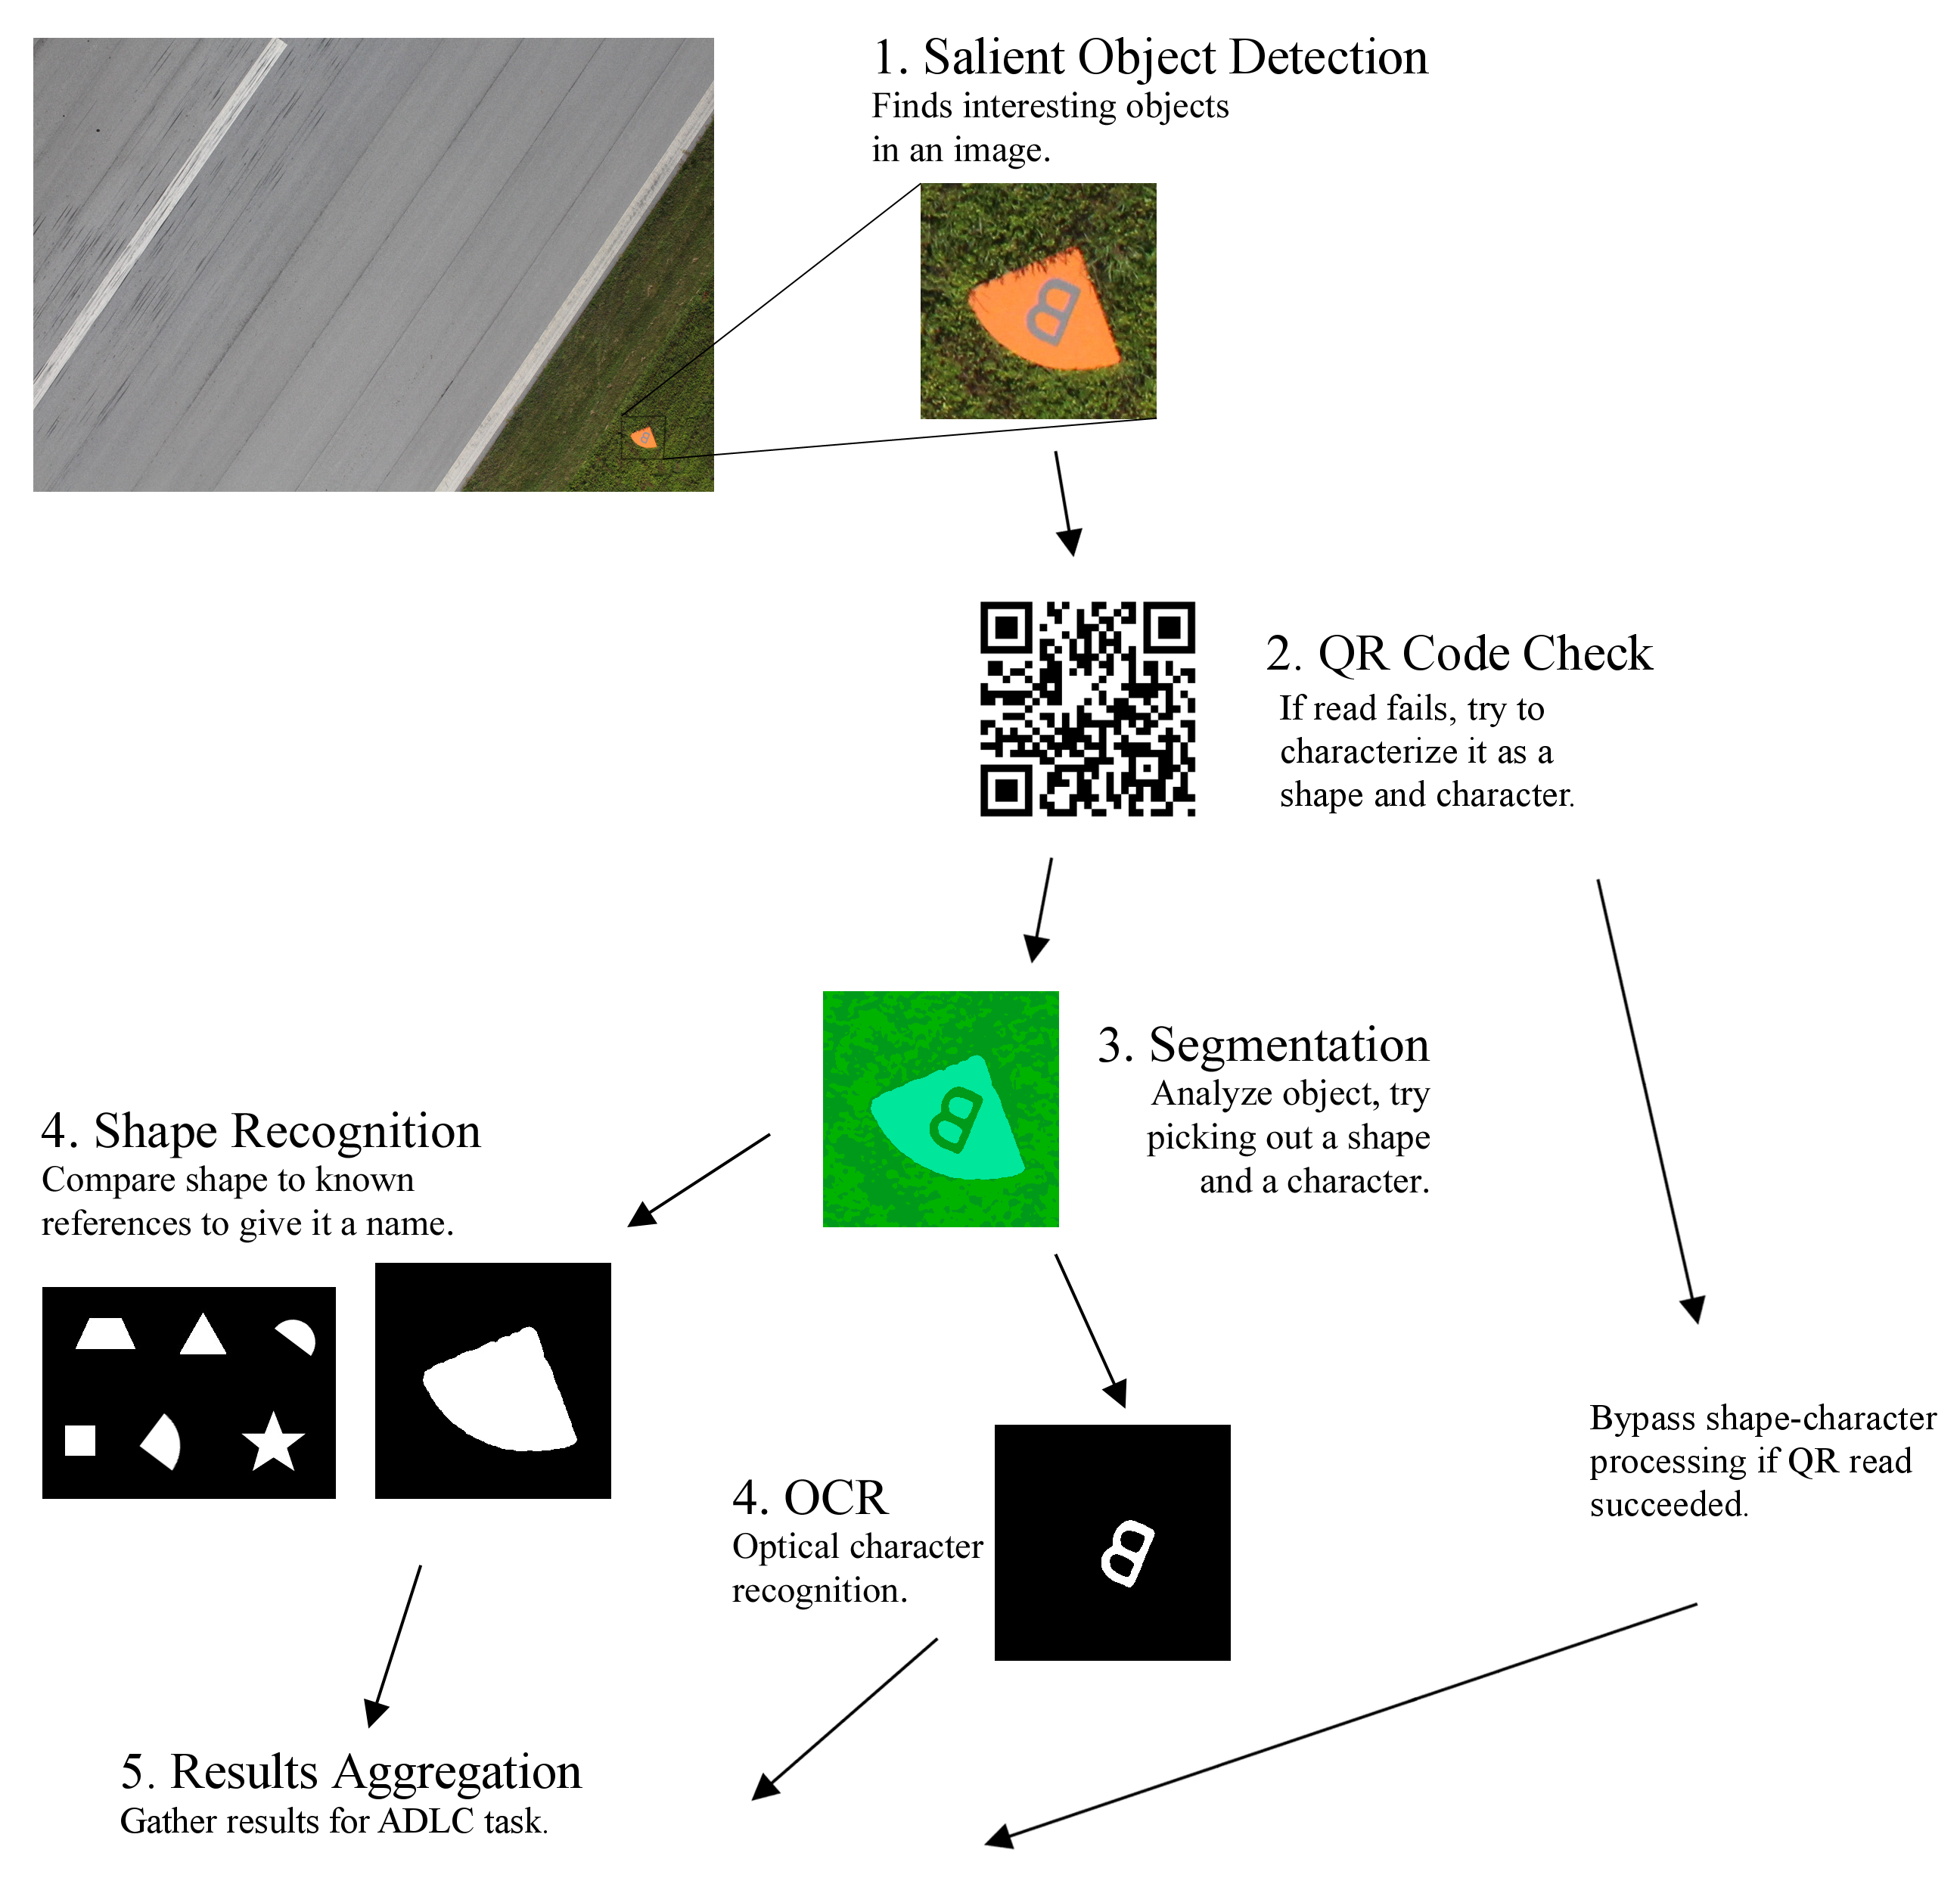 1. Salient Object Detection
Finds interesting objects
in an image.
B
2. QR Code Check
If read fails, try to
characterize it as a
shape and character.
3. Segmentation
Analyze object, try
picking out a shape
and a character.
B
4. Shape Recognition
Compare shape to known
references to give it a name.
4. OCR
Optical character
recognition.
B
Bypass shape-character
processing if QR read
succeeded.
5. Results Aggregation
Gather results for ADLC task.